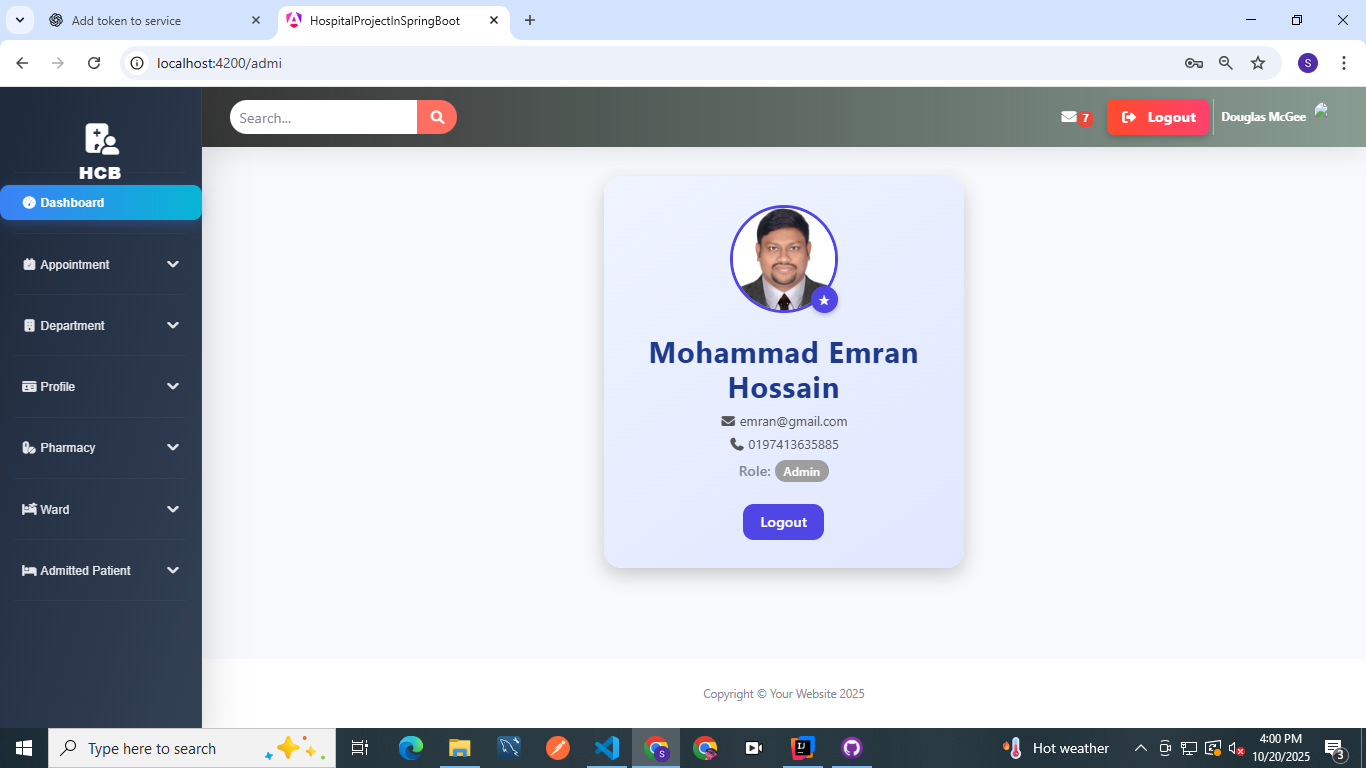 Add token to service
HospitalProjectInSpringBoot
localhost:4200/admi
S
HCB
Dashboard
Appointment
Department
Profile
Pharmacy
Ward
Admitted Patient
Search...
7
Logout
Douglas McGee
Mohammad Emran
Hossain
emran@gmail.com
0197413635885
Role: Admin
Logout
Copyright © Your Website 2025
Type here to search
S
IJ
Hot weather
4:00 PM
10/20/2025
3